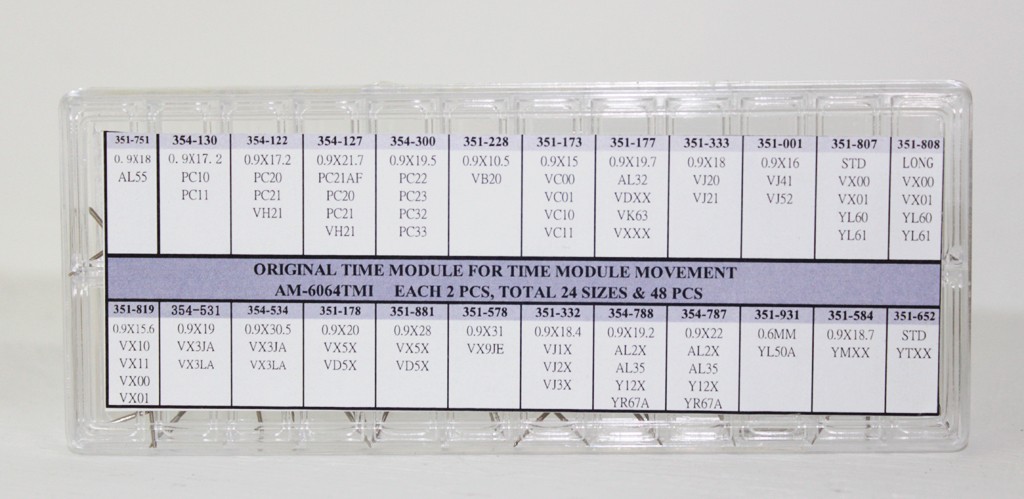 351-751 354-130 354-122 354-127 354-300 351-228 351-173 351-177 351-333 351-001 351-807 351-808
0.9X18 0.9X17.2 0.9X17.2 0.9X21.7 0.9X19.5 0.9X10.5 0.9X15 0.9X19.7 0.9X18 0.9X16 STD LONG
AL55 PC10 PC20 PC21AF PC22 VB20 VC00 AL32 VJ20 VJ41 VX00 VX00
PC11 PC21 PC20 PC23 VC01 VDXX VJ21 VJ52 VX01 VX01
VH21 PC21 PC32 VC10 VK63 YL60 YL60
VH21 PC33 VC11 VXXX YL61 YL61
ORIGINAL TIME MODULE FOR TIME MODULE MOVEMENT
AM-6064TMI EACH 2 PCS, TOTAL 24 SIZES & 48 PCS
351-819 354-531 354-534 351-178 351-881 351-578 351-332 354-788 354-787 351-931 351-584 351-652
0.9X15.6 0.9X19 0.9X30.5 0.9X20 0.9X28 0.9X31 0.9X18.4 0.9X19.2 0.9X22 0.6MM 0.9X18.7 STD
VX10 VX3JA VX3JA VX5X VX5X VX9JE VJ1X AL2X AL2X YL50A YMXX YTXX
VX11 VX3LA VX3LA VD5X VD5X VJ2X AL35 AL35
VX00 VJ3X Y12X Y12X
VX01 YR67A YR67A